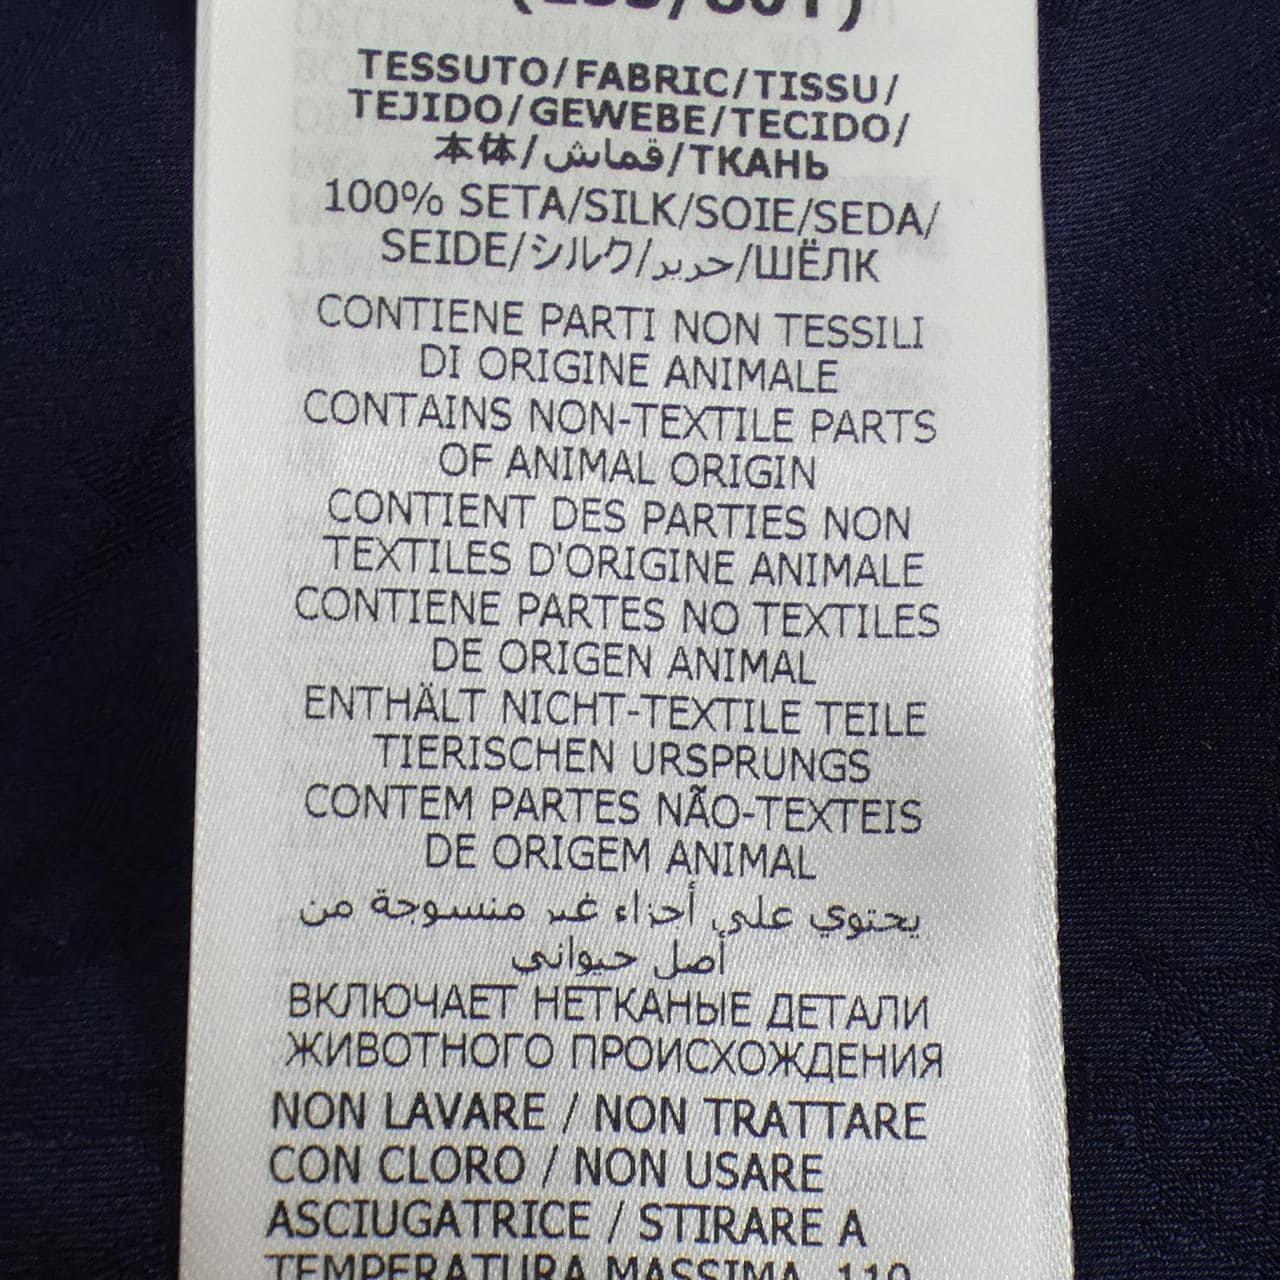 TESSUTO/FABRIC/TISSU/
TEJIDO/GEWEBE/TECIDO/
本体/قماش/ТКАНЬ
100% SETA/SILK/SOIE/SEDA/
SEIDE/シルク/حرير/ШЁЛК
CONTIENE PARTI NON TESSILI
DI ORIGINE ANIMALE
CONTAINS NON-TEXTILE PARTS
OF ANIMAL ORIGIN
CONTIENT DES PARTIES NON
TEXTILES D'ORIGINE ANIMALE
CONTIENE PARTES NO TEXTILES
DE ORIGEN ANIMAL
ENTHÄLT NICHT-TEXTILE TEILE
TIERISCHEN URSPRUNGS
CONTEM PARTES NÃO-TEXTEIS
DE ORIGEM ANIMAL
يحتوي على أجزاء غير منسوجة من
أصل حيواني
ВКЛЮЧАЕТ НЕТКАНЫЕ ДЕТАЛИ
ЖИВОТНОГО ПРОИСХОЖДЕНИЯ
NON LAVARE / NON TRATTARE
CON CLORO / NON USARE
ASCIUGATRICE / STIRARE A
TEMPERATURA MASSIMA 110